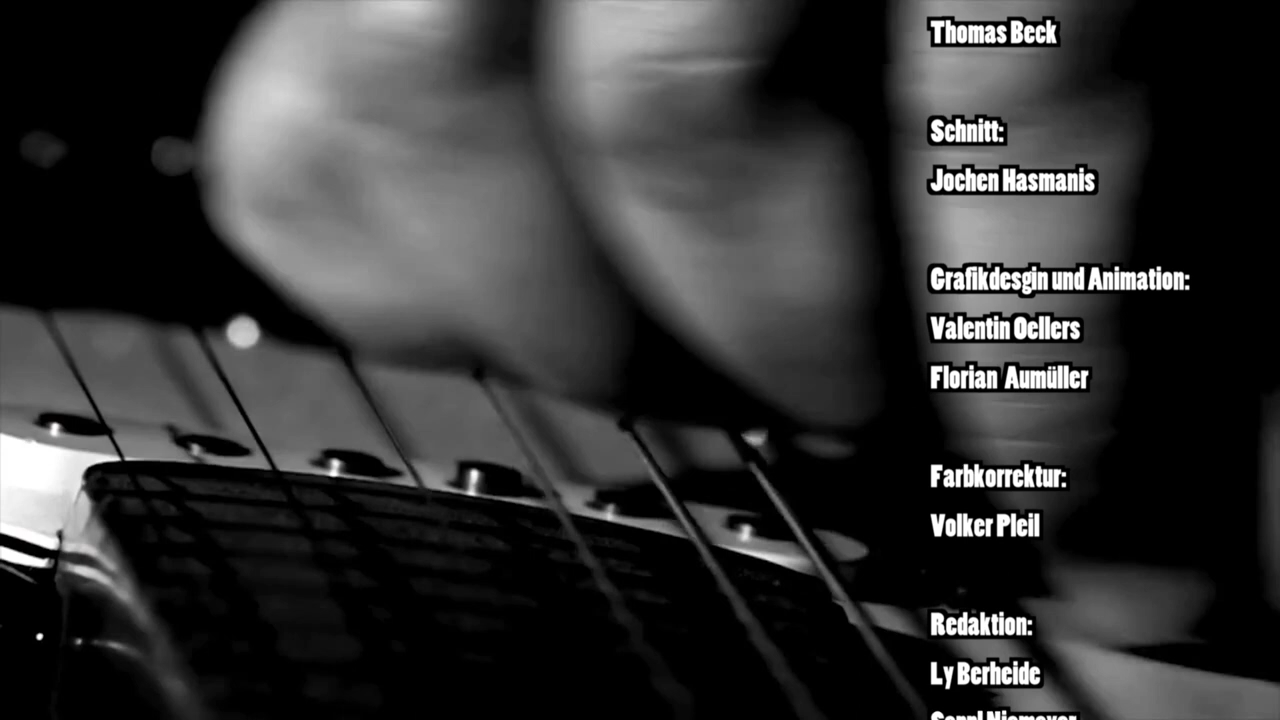 Thomas Beck
Schnitt:
Jochen Hasmanis
Grafikdesgin und Animation:
Valentin Oellers
Florian Aumüller
Farbkorrektur:
Volker Pleil
Redaktion:
Ly Berheide